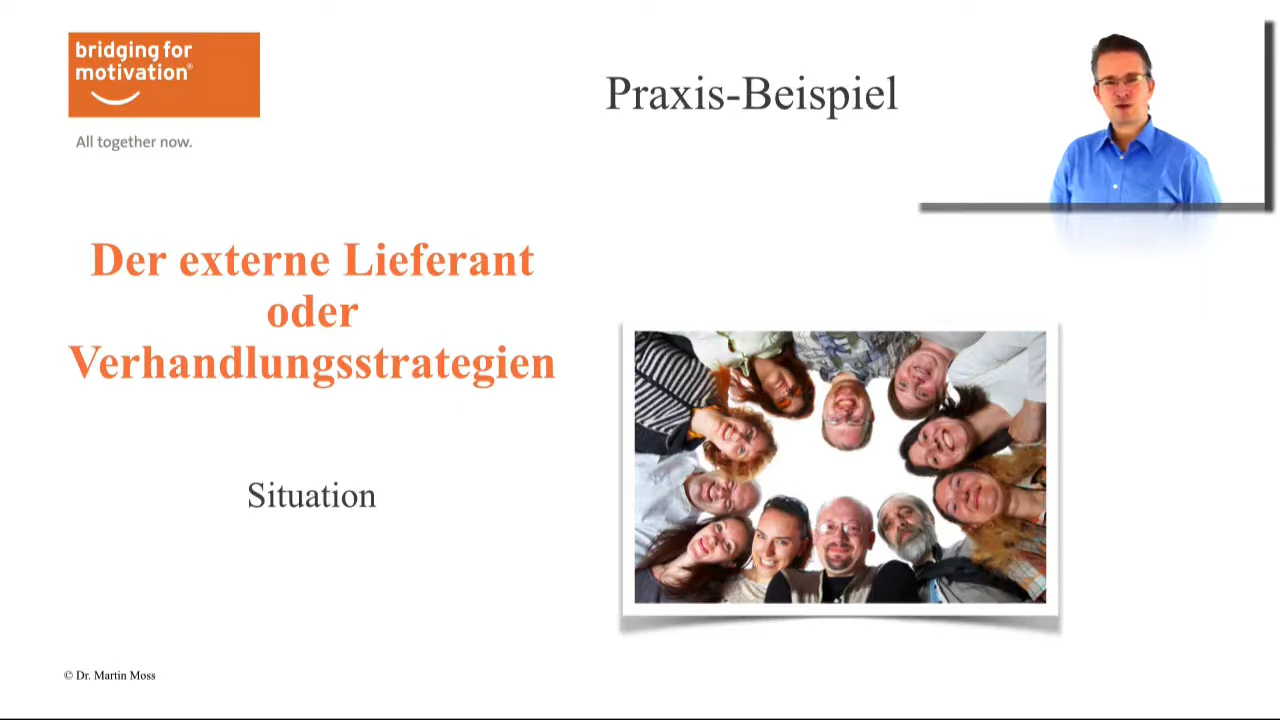 bridging for
motivation®
All together now.
Praxis-Beispiel
Der externe Lieferant
oder
Verhandlungsstrategien
Situation
© Dr. Martin Moss